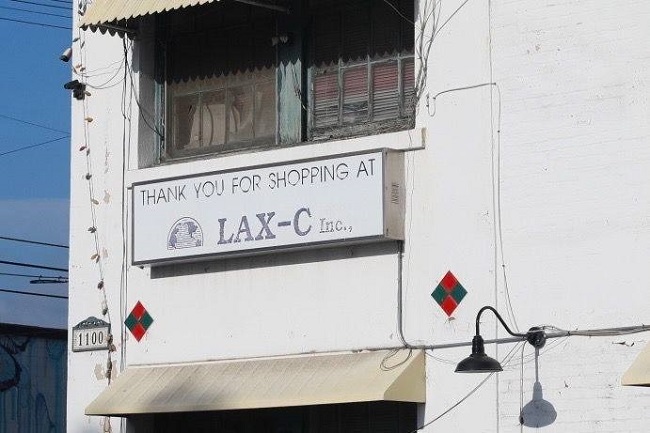 THANK YOU FOR SHOPPING AT
LAX-C Inc.,
1100